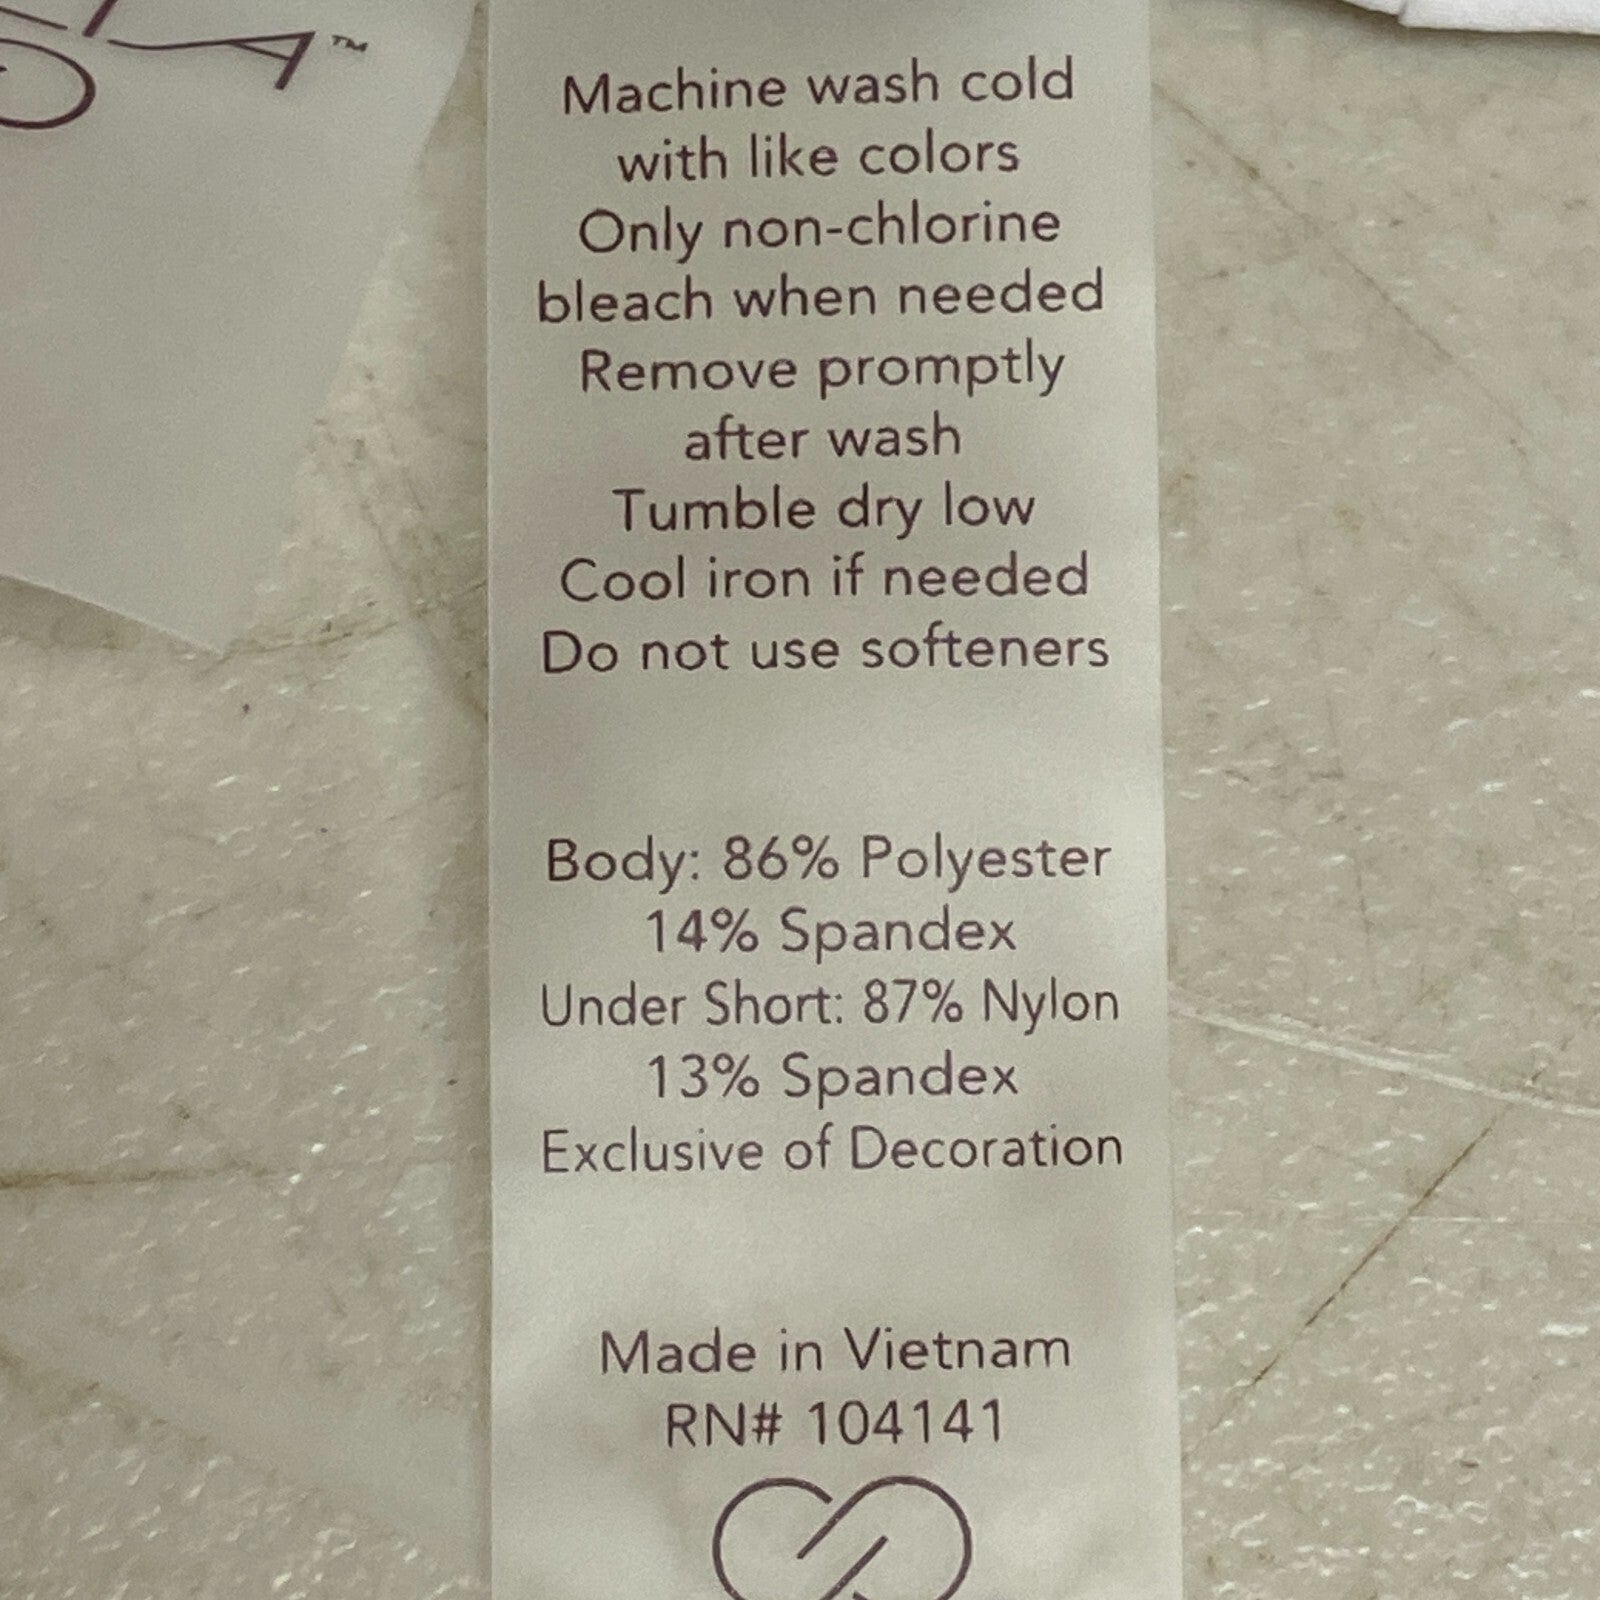 ™
Machine wash cold
with like colors
Only non-chlorine
bleach when needed
Remove promptly
after wash
Tumble dry low
Cool iron if needed
Do not use softeners
Body: 86% Polyester
14% Spandex
Under Short: 87% Nylon
13% Spandex
Exclusive of Decoration
Made in Vietnam
RN# 104141